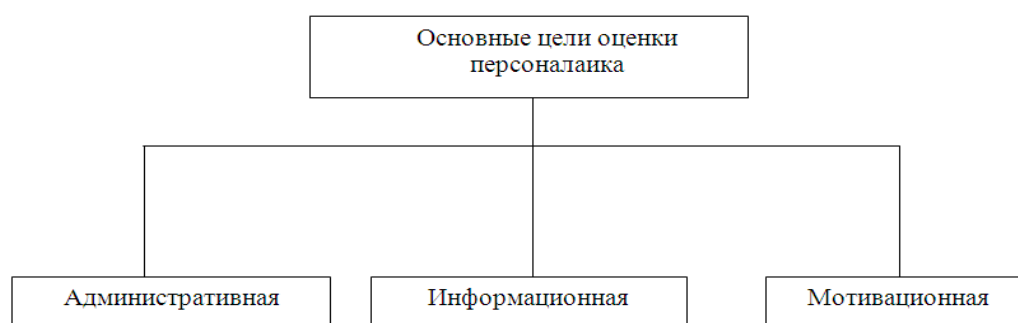 Основные цели оценки
персоналаика
Административная
Информационная
Мотивационная